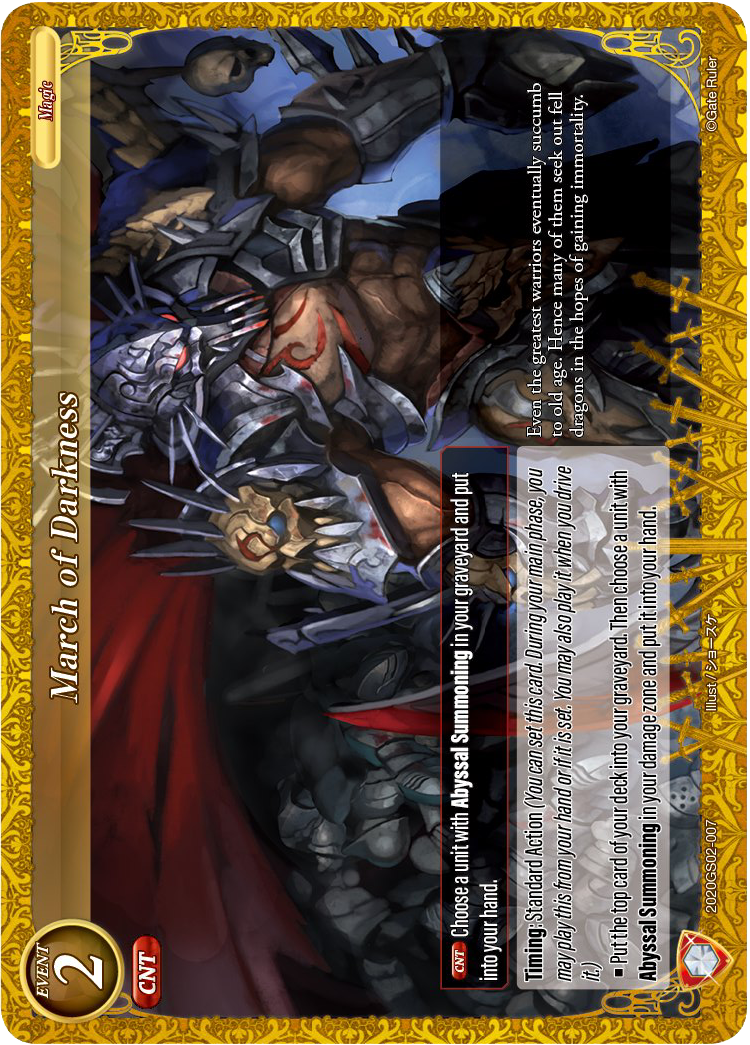 EVENT
2
March of Darkness
Magic
CNT
CNT Choose a unit with Abyssal Summoning in your graveyard and put
into your hand.
Timing: Standard Action (You can set this card. During your main phase, you
may play this from your hand or if it is set. You may also play it when you drive
it.)
▪ Put the top card of your deck into your graveyard. Then choose a unit with
Abyssal Summoning in your damage zone and put it into your hand.
Even the greatest warriors eventually succumb
to old age. Hence many of them seek out fell
dragons in the hopes of gaining immortality.
2020GS02-007
Illust / ショースケ
©Gate Ruler